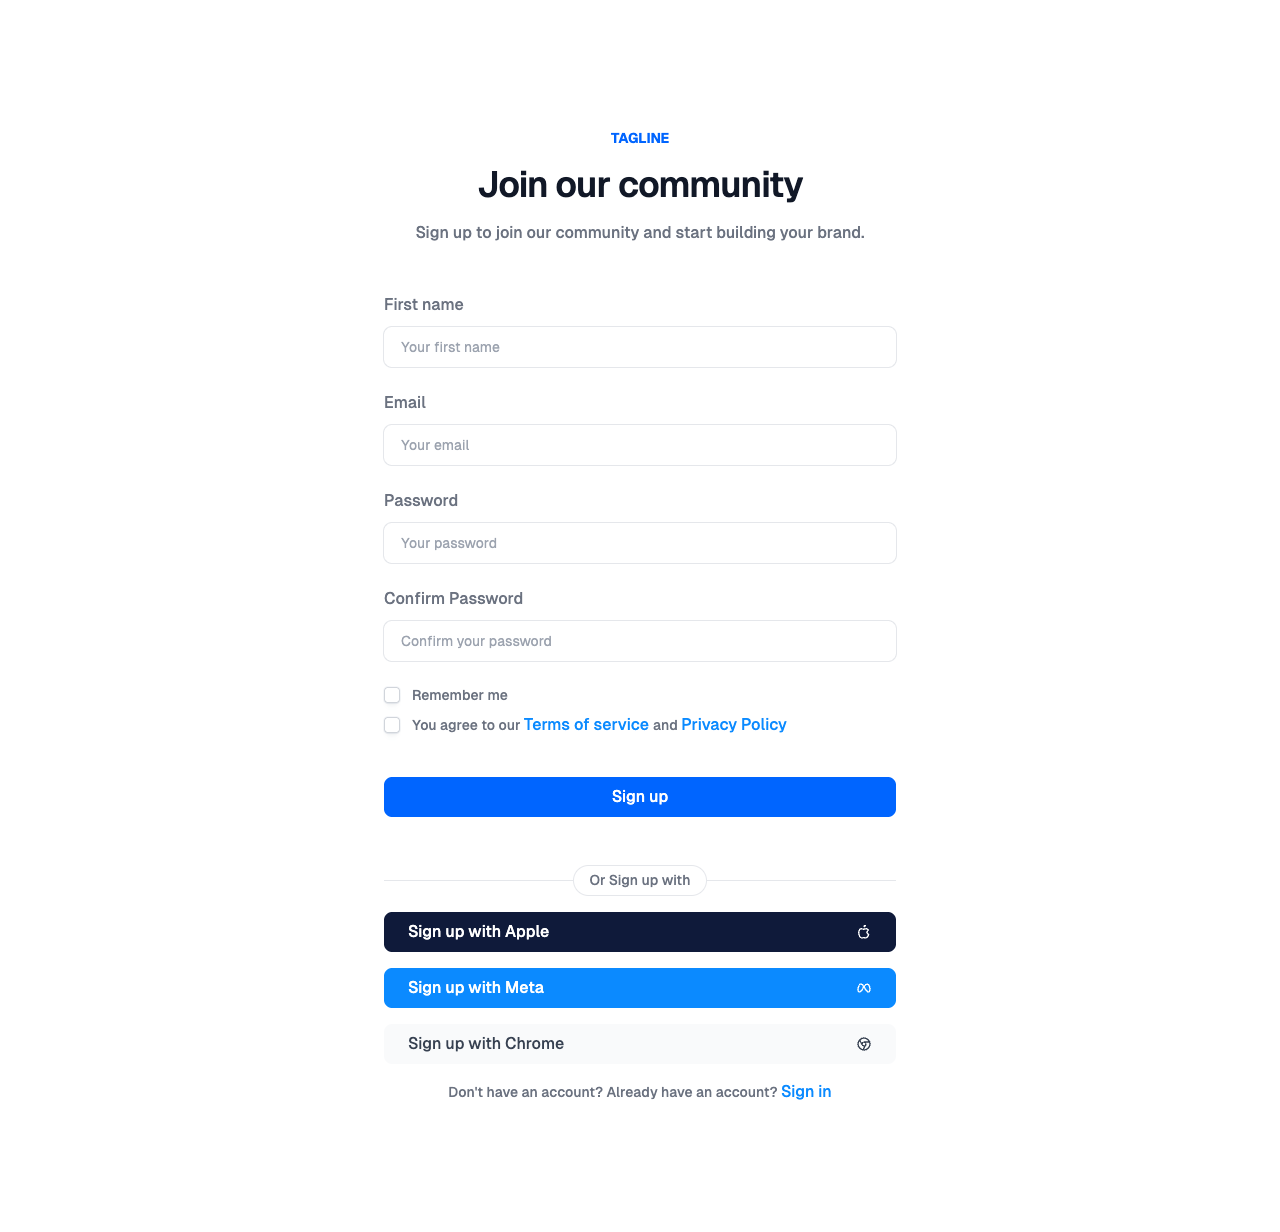 TAGLINE
Join our community
Sign up to join our community and start building your brand.
First name
Your first name
Email
Your email
Password
Your password
Confirm Password
Confirm your password
Remember me
You agree to our Terms of service and Privacy Policy
Sign up
Or Sign up with
Sign up with Apple
Sign up with Meta
Sign up with Chrome
Don't have an account? Already have an account? Sign in